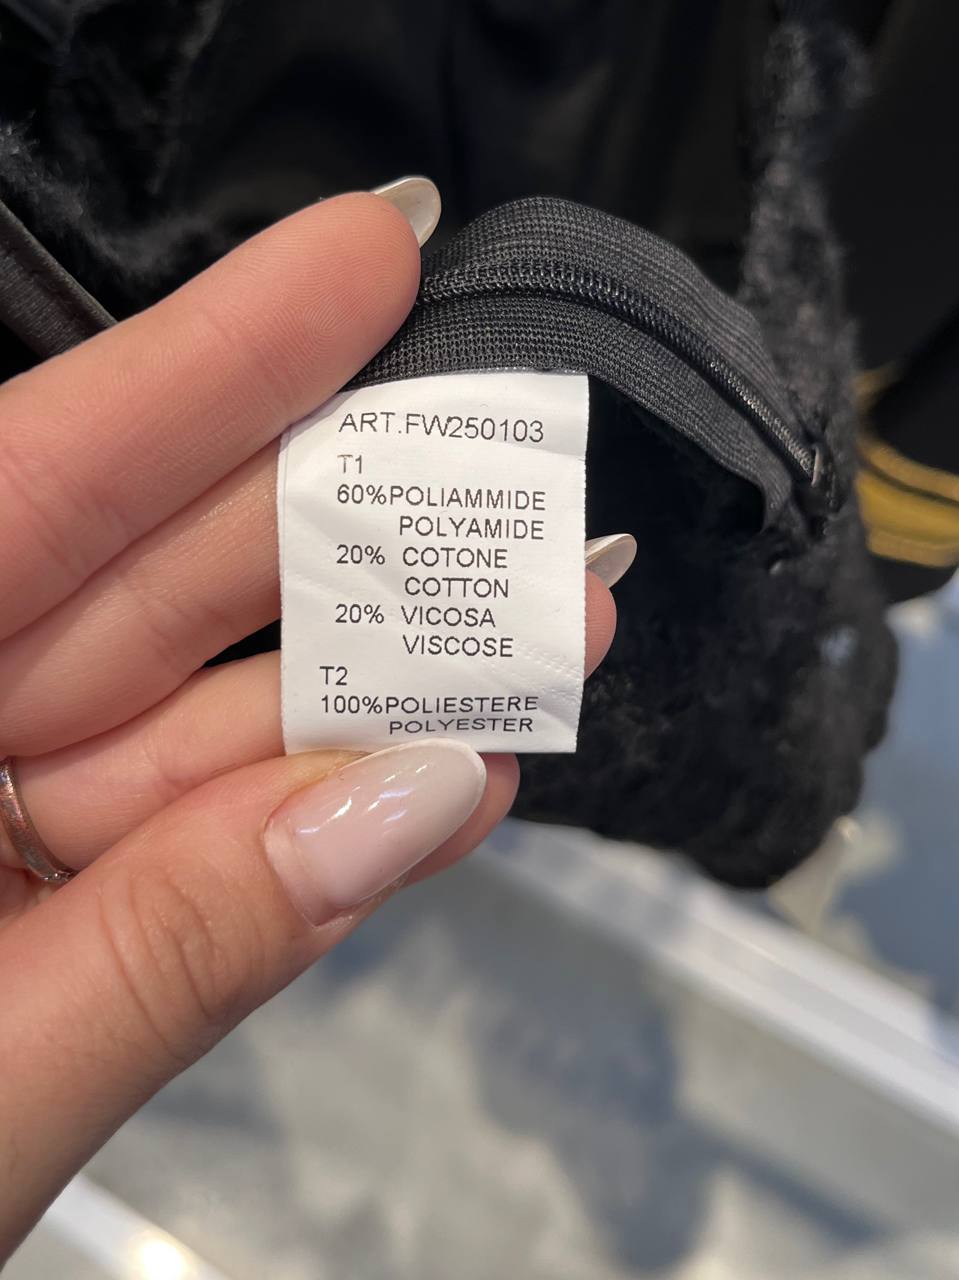 ART.FW250103
T1
60%POLIAMMIDE
POLYAMIDE
20% COTONE
COTTON
20% VICOSA
VISCOSE
T2
100%POLIESTERE
POLYESTER